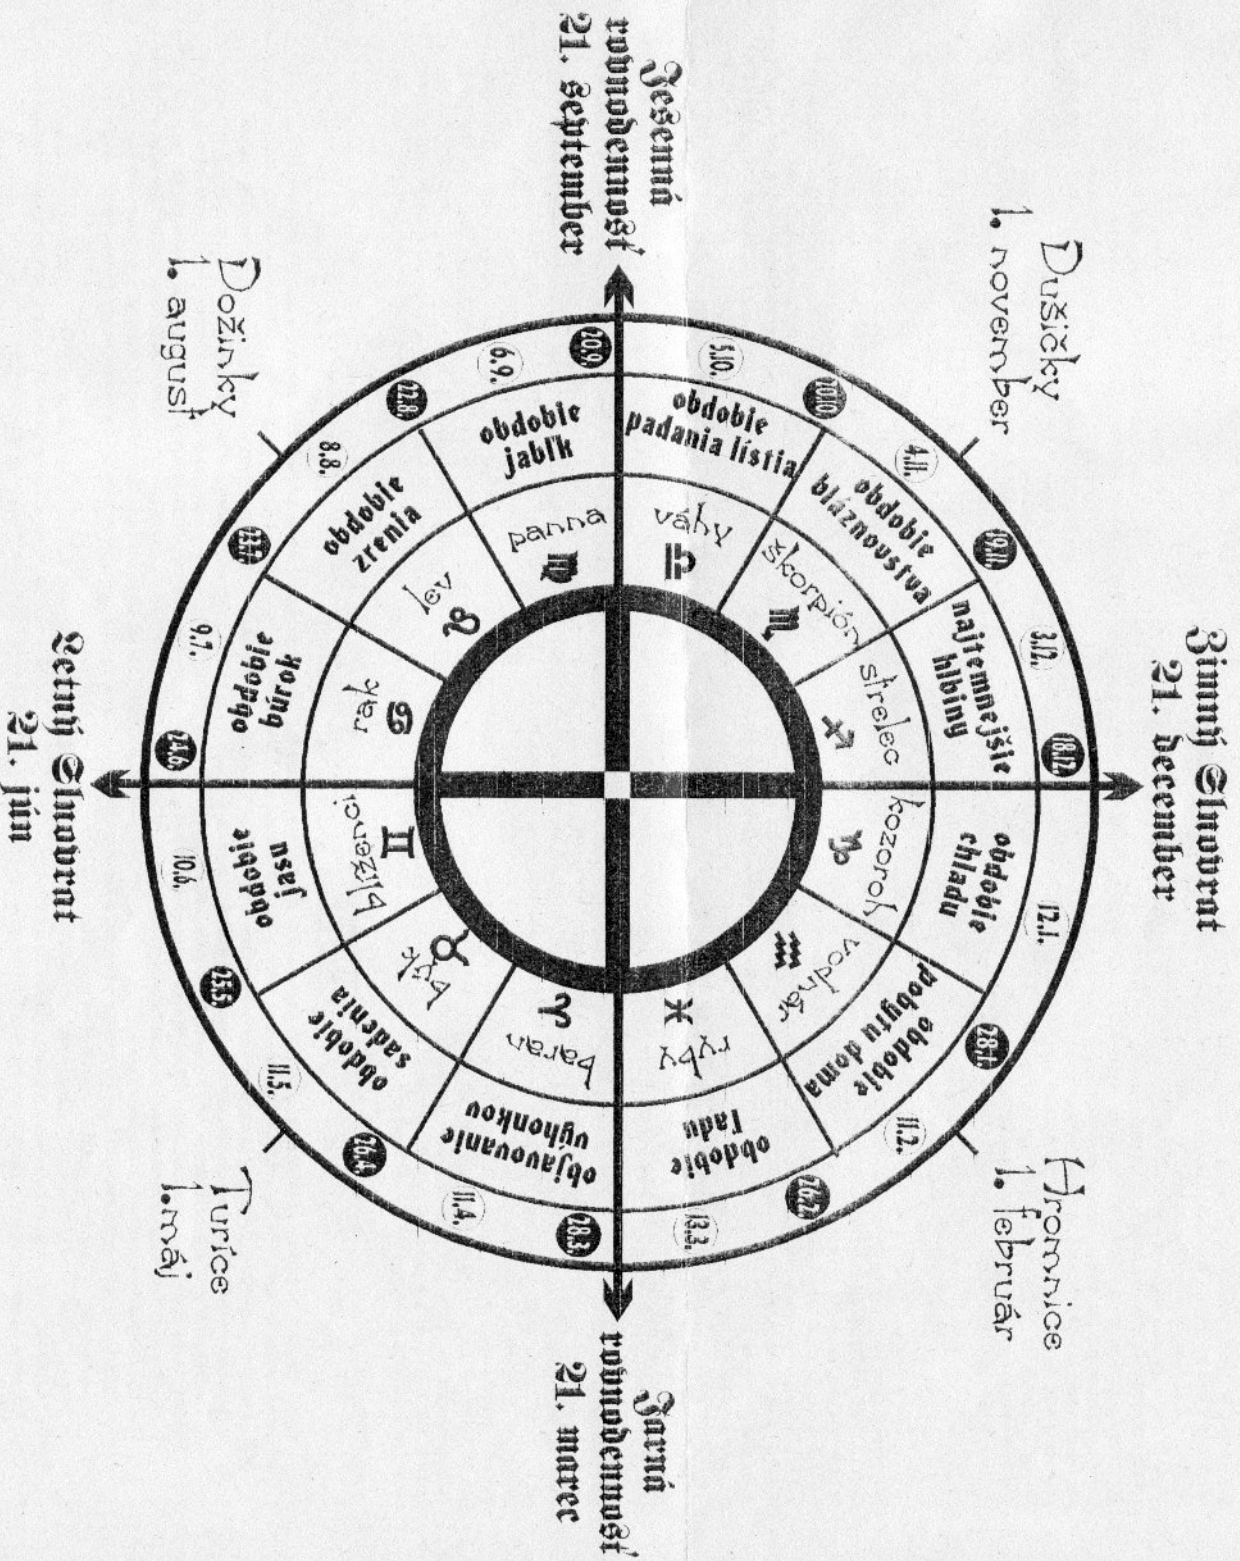 Zimný Slnovrat
21. december
Dušičky
1. november
Hromnice
1. február
Jesenná
rovnodennosť
21. September
Jarná
rovnodennosť
21. marec
Dožinky
1. august
Turíce
1. máj
Letný Slnovrat
21. jún
18.12.
12.1.
28.1.
11.2.
26.2.
13.3.
28.3.
11.4.
26.4.
11.5.
25.5.
10.6.
24.6.
9.7.
8.8.
22.8.
6.9.
20.9.
5.10.
20.10.
4.11.
19.11.
3.12.
obdobie
chladu
obdobie
pobytu doma
obdobie
ľadu
objavovanie
výhonkov
obdobie
sadenia
obdobie
jasu
obdobie
búrok
obdobie
zrenia
obdobie
jabĺk
obdobie
padania lístia
obdobie
bláznovstva
najtemnejšie
hlbiny
kozoroh
♑
vodnár
♒
ryby
♓
baran
♈
býk
♉
blíženci
♊
rak
♋
lev
♌
panna
♍
váhy
♎
škorpión
♏
strelec
♐